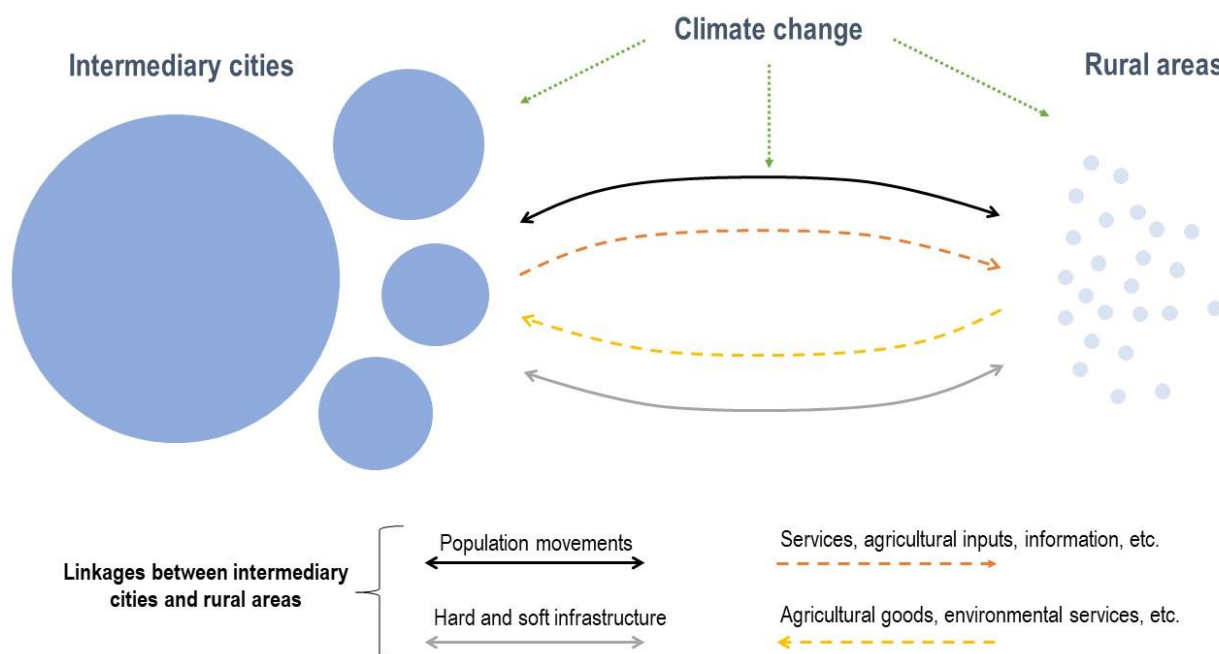 Climate change
Intermediary cities
Rural areas
Linkages between intermediary
cities and rural areas
Population movements
Services, agricultural inputs, information, etc.
Hard and soft infrastructure
Agricultural goods, environmental services, etc.